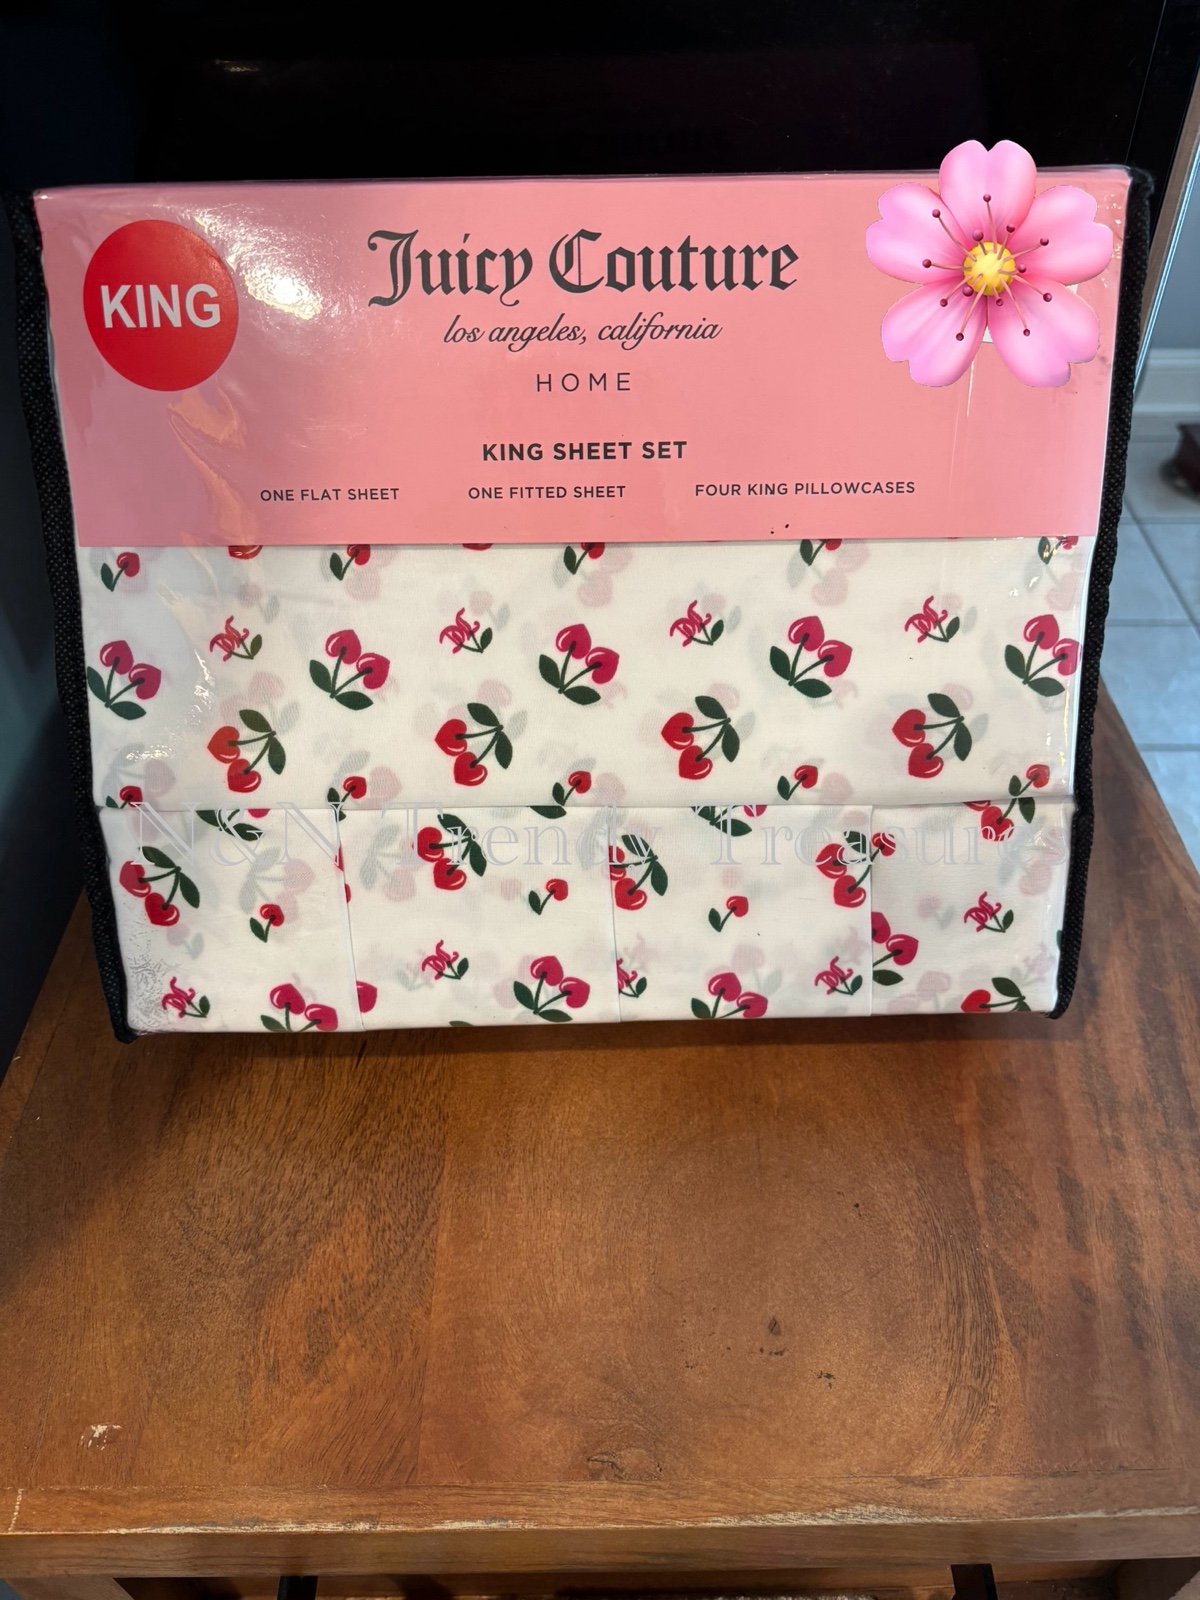 KING
Juicy Couture
los angeles, california
HOME
KING SHEET SET
ONE FLAT SHEET ONE FITTED SHEET FOUR KING PILLOWCASES
N&N Trendy Treasures